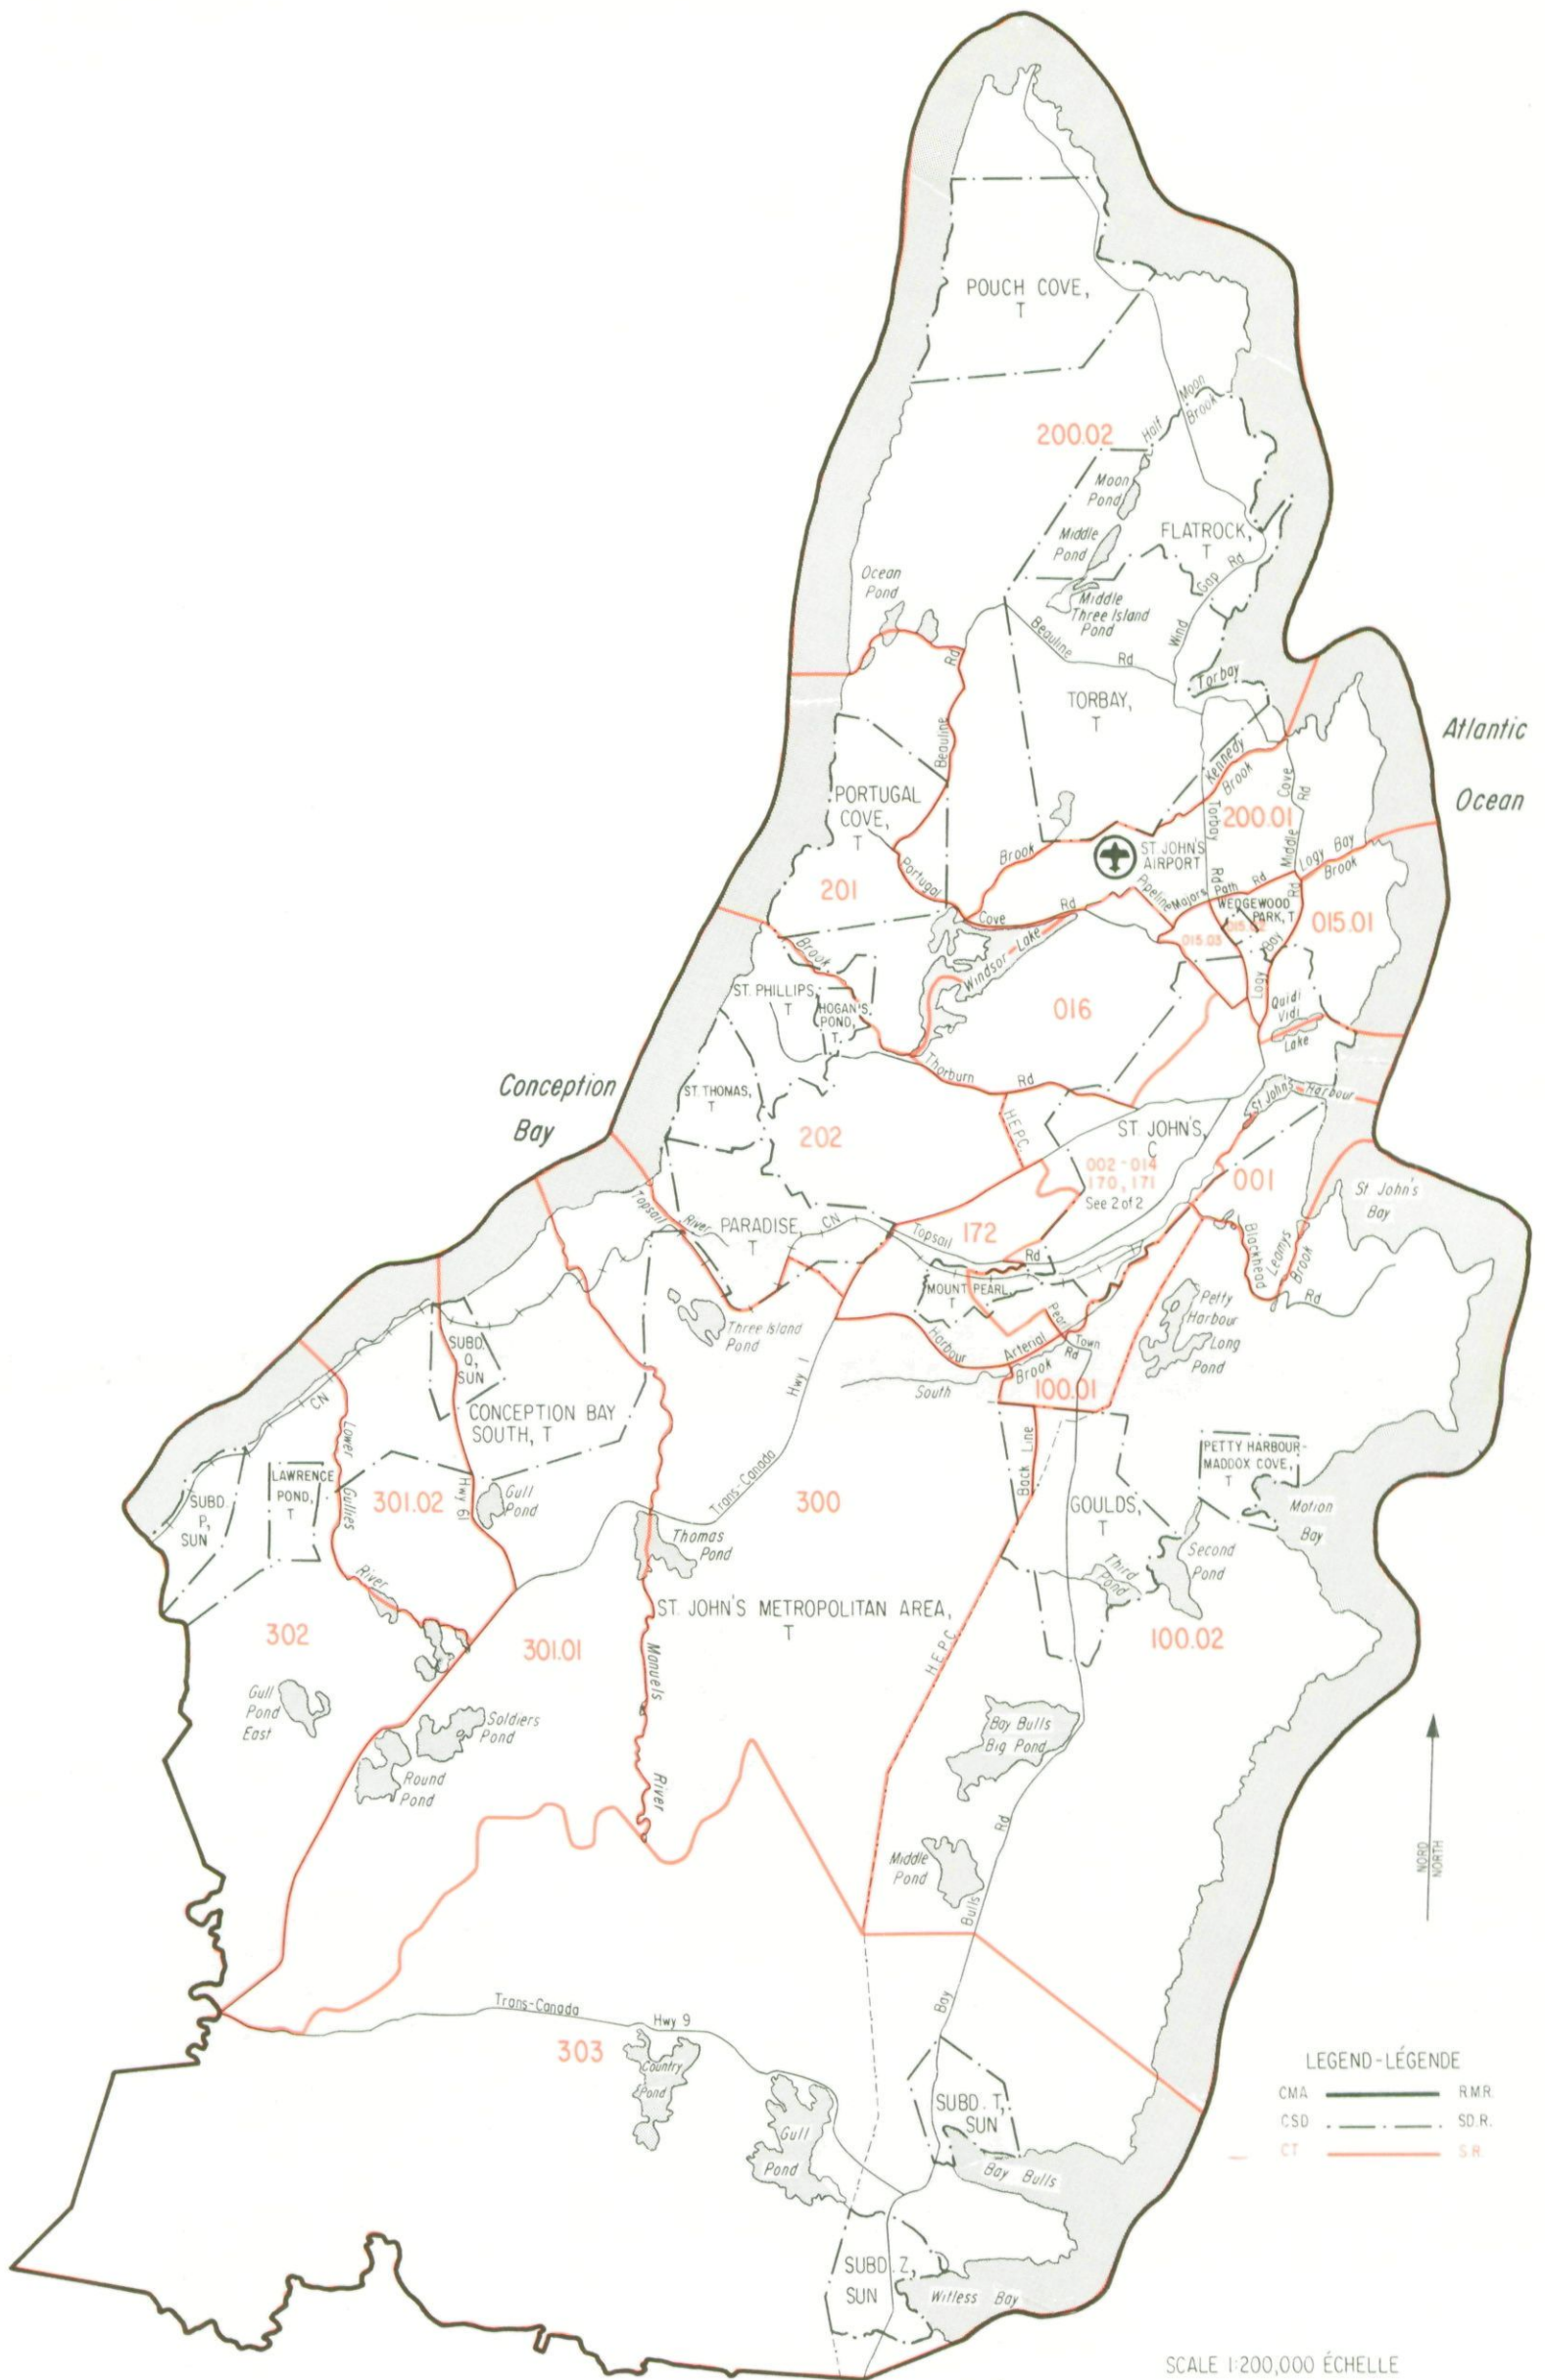 POUCH COVE,
T
200.02
Half Moon
Brook
Moon
Pond
Middle
Pond
FLATROCK,
T
Wind Gap Rd
Ocean
Pond
Middle
Three Island
Pond
Beauline Rd
Torbay
Beauline Rd
TORBAY,
T
Atlantic
Ocean
Kennedy
Brook
PORTUGAL
COVE,
T
Torbay Rd
200.01
Middle Cove Rd
Brook
ST. JOHN'S
AIRPORT
Logy Bay
Brook
201
Portugal Cove Rd
Pipeline
Majors Path Rd
WEDGEWOOD
PARK, T
015.03
015.02
015.01
Logy Bay Rd
Brook
Windsor Lake
ST. PHILLIPS,
T
HOGAN'S
POND,
T.
016
Quidi
Vidi
Lake
Conception
Bay
ST. THOMAS,
T
Thorburn Rd
St. John's Harbour
202
H.E.P.C.
ST. JOHN'S,
C
002-014
170, 171
See 2 of 2
001
St. John's
Bay
Topsail River
PARADISE,
T
CN
Topsail Rd
172
Blackhead Rd
Leamys
Brook
MOUNT PEARL,
T
Petty
Harbour
Long
Pond
Three Island
Pond
Harbour Arterial
Pearl Town
Rd
Brook
South
100.01
SUBD.
Q,
SUN
Hwy 1
CN
CONCEPTION BAY
SOUTH, T
Lower Gullies River
Back Line
PETTY HARBOUR-
MADDOX COVE,
T
LAWRENCE
POND,
T
SUBD.
P,
SUN
301.02
Hwy 61
Gull
Pond
Trans-Canada
300
GOULDS,
T
Motion
Bay
Thomas
Pond
Third
Pond
Second
Pond
ST. JOHN'S METROPOLITAN AREA,
T
302
301.01
100.02
H.E.P.C.
Manuels River
Gull
Pond
East
Soldiers
Pond
Bay Bulls
Big Pond
Round
Pond
Middle
Pond
Bay Bulls Rd
NORD
NORTH
Trans-Canada Hwy 9
303
Country
Pond
LEGEND-LÉGENDE
CMA R.M.R.
CSD SD.R.
CT S.R.
SUBD. T,
SUN
Gull
Pond
Bay Bulls
SUBD. Z,
SUN
Witless Bay
SCALE 1:200,000 ÉCHELLE